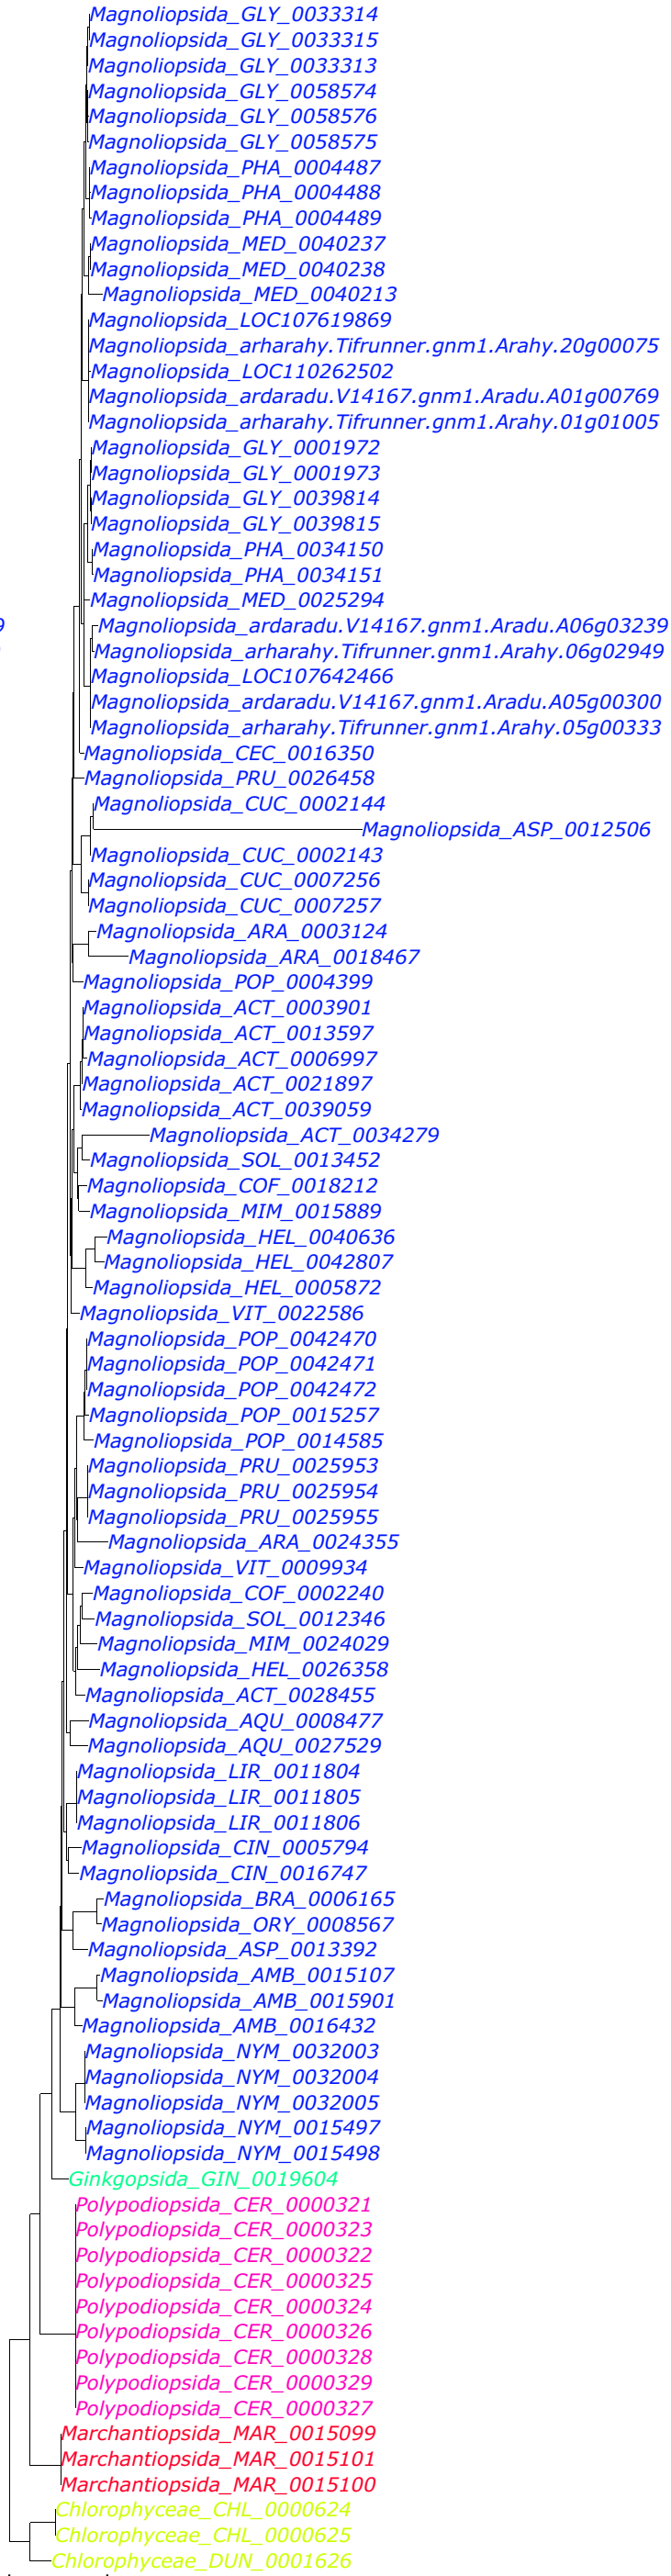 Magnoliopsida_GLY_0033314
Magnoliopsida_GLY_0033315
Magnoliopsida_GLY_0033313
Magnoliopsida_GLY_0058574
Magnoliopsida_GLY_0058576
Magnoliopsida_GLY_0058575
Magnoliopsida_PHA_0004487
Magnoliopsida_PHA_0004488
Magnoliopsida_PHA_0004489
Magnoliopsida_MED_0040237
Magnoliopsida_MED_0040238
Magnoliopsida_MED_0040213
Magnoliopsida_LOC107619869
Magnoliopsida_arharahy.Tifrunner.gnm1.Arahy.20g00075
Magnoliopsida_LOC110262502
Magnoliopsida_ardaradu.V14167.gnm1.Aradu.A01g00769
Magnoliopsida_arharahy.Tifrunner.gnm1.Arahy.01g01005
Magnoliopsida_GLY_0001972
Magnoliopsida_GLY_0001973
Magnoliopsida_GLY_0039814
Magnoliopsida_GLY_0039815
Magnoliopsida_PHA_0034150
Magnoliopsida_PHA_0034151
Magnoliopsida_MED_0025294
Magnoliopsida_ardaradu.V14167.gnm1.Aradu.A06g03239
Magnoliopsida_arharahy.Tifrunner.gnm1.Arahy.06g02949
Magnoliopsida_LOC107642466
Magnoliopsida_ardaradu.V14167.gnm1.Aradu.A05g00300
Magnoliopsida_arharahy.Tifrunner.gnm1.Arahy.05g00333
Magnoliopsida_CEC_0016350
Magnoliopsida_PRU_0026458
Magnoliopsida_CUC_0002144
Magnoliopsida_ASP_0012506
Magnoliopsida_CUC_0002143
Magnoliopsida_CUC_0007256
Magnoliopsida_CUC_0007257
Magnoliopsida_ARA_0003124
Magnoliopsida_ARA_0018467
Magnoliopsida_POP_0004399
Magnoliopsida_ACT_0003901
Magnoliopsida_ACT_0013597
Magnoliopsida_ACT_0006997
Magnoliopsida_ACT_0021897
Magnoliopsida_ACT_0039059
Magnoliopsida_ACT_0034279
Magnoliopsida_SOL_0013452
Magnoliopsida_COF_0018212
Magnoliopsida_MIM_0015889
Magnoliopsida_HEL_0040636
Magnoliopsida_HEL_0042807
Magnoliopsida_HEL_0005872
Magnoliopsida_VIT_0022586
Magnoliopsida_POP_0042470
Magnoliopsida_POP_0042471
Magnoliopsida_POP_0042472
Magnoliopsida_POP_0015257
Magnoliopsida_POP_0014585
Magnoliopsida_PRU_0025953
Magnoliopsida_PRU_0025954
Magnoliopsida_PRU_0025955
Magnoliopsida_ARA_0024355
Magnoliopsida_VIT_0009934
Magnoliopsida_COF_0002240
Magnoliopsida_SOL_0012346
Magnoliopsida_MIM_0024029
Magnoliopsida_HEL_0026358
Magnoliopsida_ACT_0028455
Magnoliopsida_AQU_0008477
Magnoliopsida_AQU_0027529
Magnoliopsida_LIR_0011804
Magnoliopsida_LIR_0011805
Magnoliopsida_LIR_0011806
Magnoliopsida_CIN_0005794
Magnoliopsida_CIN_0016747
Magnoliopsida_BRA_0006165
Magnoliopsida_ORY_0008567
Magnoliopsida_ASP_0013392
Magnoliopsida_AMB_0015107
Magnoliopsida_AMB_0015901
Magnoliopsida_AMB_0016432
Magnoliopsida_NYM_0032003
Magnoliopsida_NYM_0032004
Magnoliopsida_NYM_0032005
Magnoliopsida_NYM_0015497
Magnoliopsida_NYM_0015498
Ginkgopsida_GIN_0019604
Polypodiopsida_CER_0000321
Polypodiopsida_CER_0000323
Polypodiopsida_CER_0000322
Polypodiopsida_CER_0000325
Polypodiopsida_CER_0000324
Polypodiopsida_CER_0000326
Polypodiopsida_CER_0000328
Polypodiopsida_CER_0000329
Polypodiopsida_CER_0000327
Marchantiopsida_MAR_0015099
Marchantiopsida_MAR_0015101
Marchantiopsida_MAR_0015100
Chlorophyceae_CHL_0000624
Chlorophyceae_CHL_0000625
Chlorophyceae_DUN_0001626